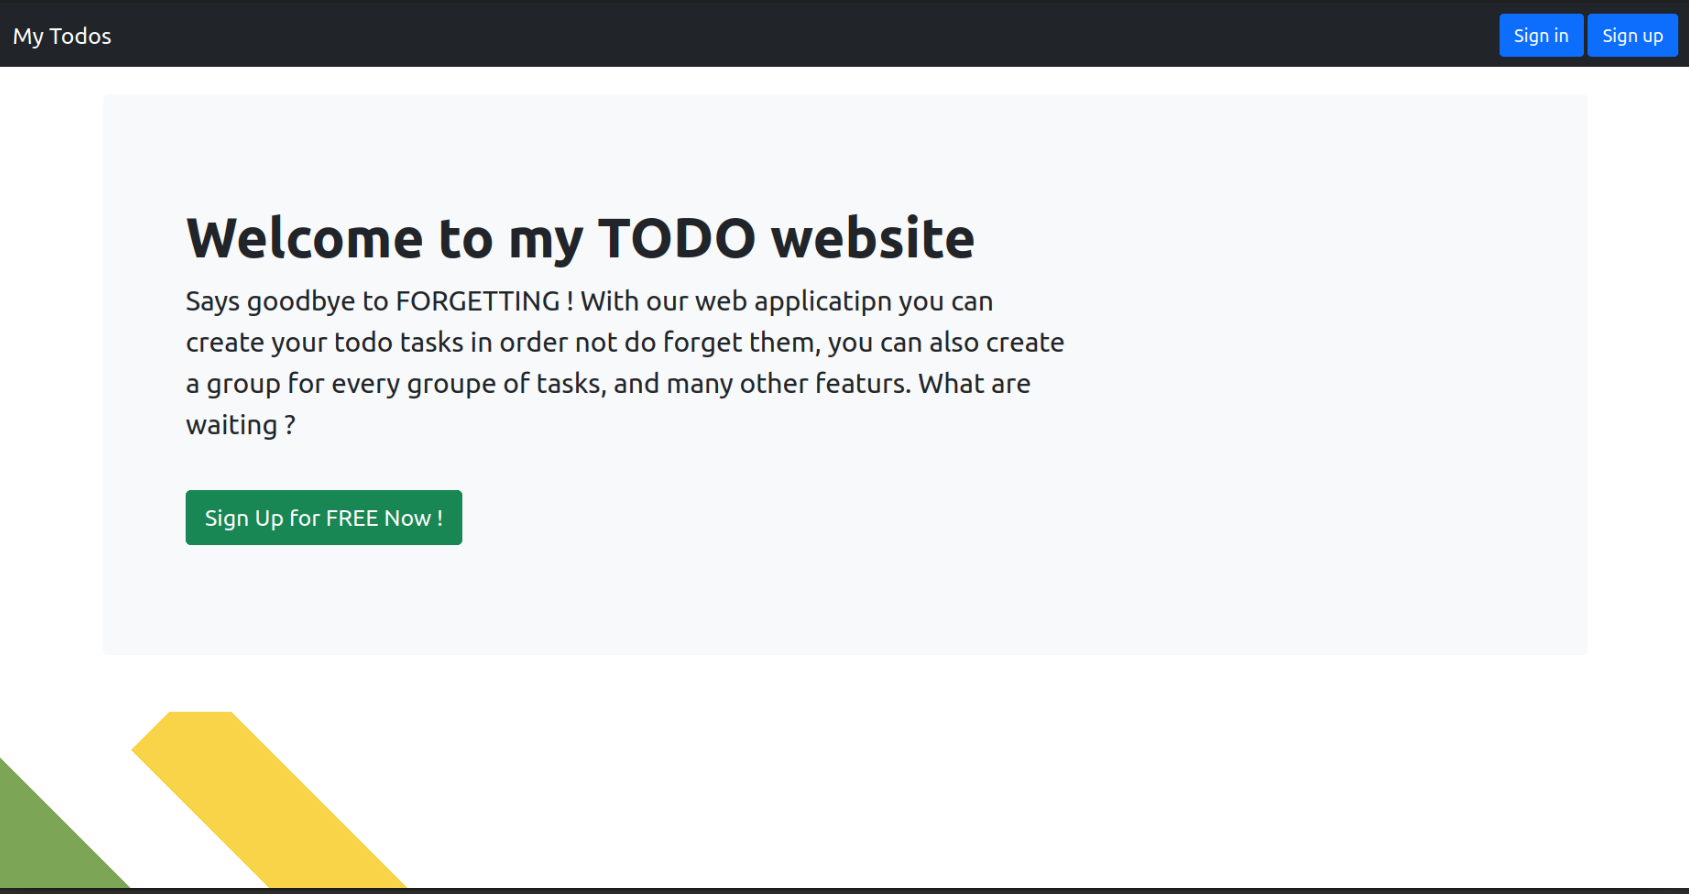 My Todos
Sign in
Sign up
Welcome to my TODO website
Says goodbye to FORGETTING ! With our web applicatipn you can
create your todo tasks in order not do forget them, you can also create
a group for every groupe of tasks, and many other featurs. What are
waiting ?
Sign Up for FREE Now !